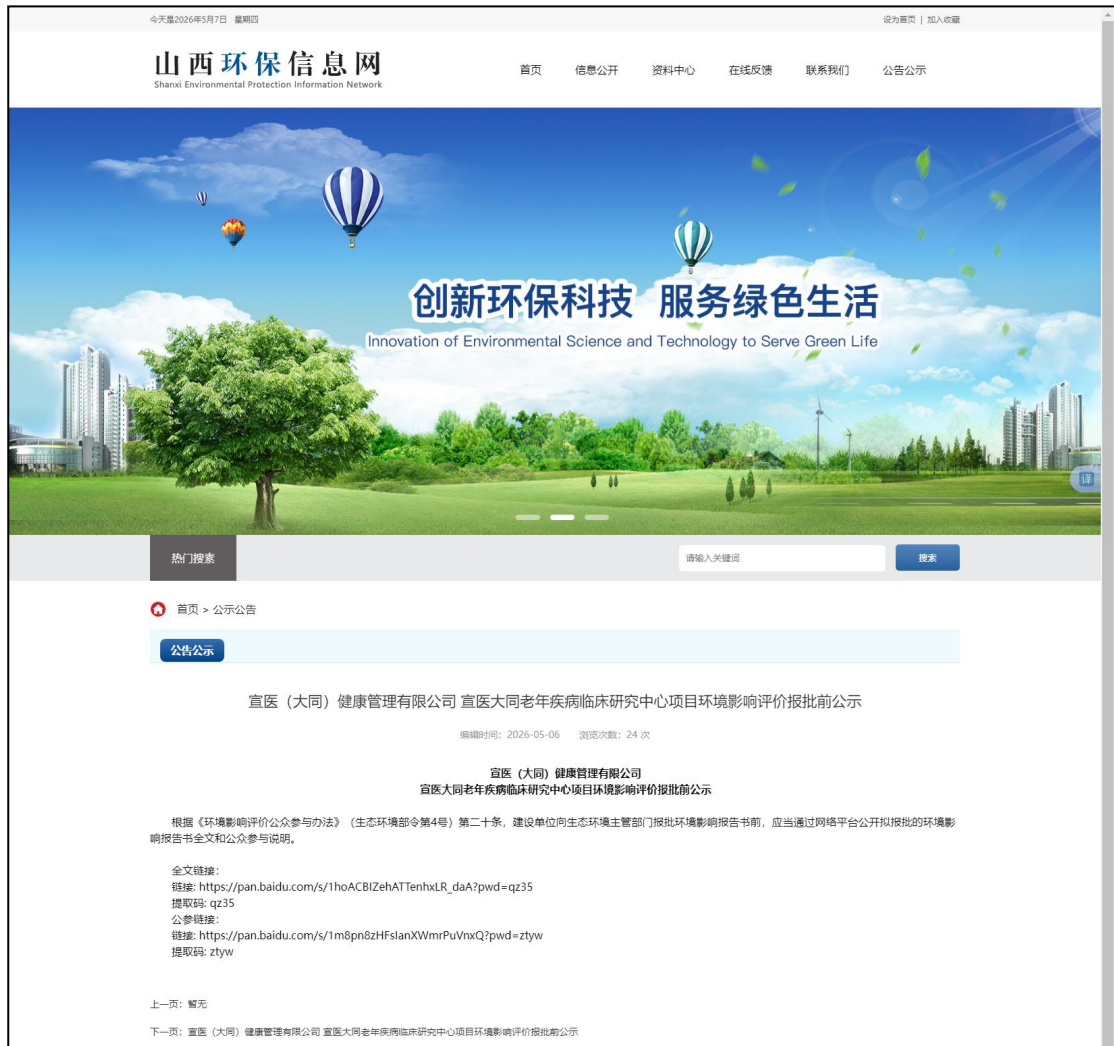 今天是2026年5月7日 星期四
设为首页 | 加入收藏
山西环保信息网
Shanxi Environmental Protection Information Network
首页 信息公开 资料中心 在线反馈 联系我们 公告公示
创新环保科技 服务绿色生活
Innovation of Environmental Science and Technology to Serve Green Life
译
热门搜索
请输入关键词
搜索
首页 > 公示公告
公告公示
宣医（大同）健康管理有限公司 宣医大同老年疾病临床研究中心项目环境影响评价报批前公示
编辑时间：2026-05-06 浏览次数：24 次
宣医（大同）健康管理有限公司
宣医大同老年疾病临床研究中心项目环境影响评价报批前公示
根据《环境影响评价公众参与办法》（生态环境部令第4号）第二十条，建设单位向生态环境主管部门报批环境影响报告书前，应当通过网络平台公开拟报批的环境影
响报告书全文和公众参与说明。
全文链接：
链接: https://pan.baidu.com/s/1hoACBIZehATTenhxLR_daA?pwd=qz35
提取码: qz35
公参链接：
链接: https://pan.baidu.com/s/1m8pn8zHFsIanXWmrPuVnxQ?pwd=ztyw
提取码: ztyw
上一页：暂无
下一页：宣医（大同）健康管理有限公司 宣医大同老年疾病临床研究中心项目环境影响评价报批前公示